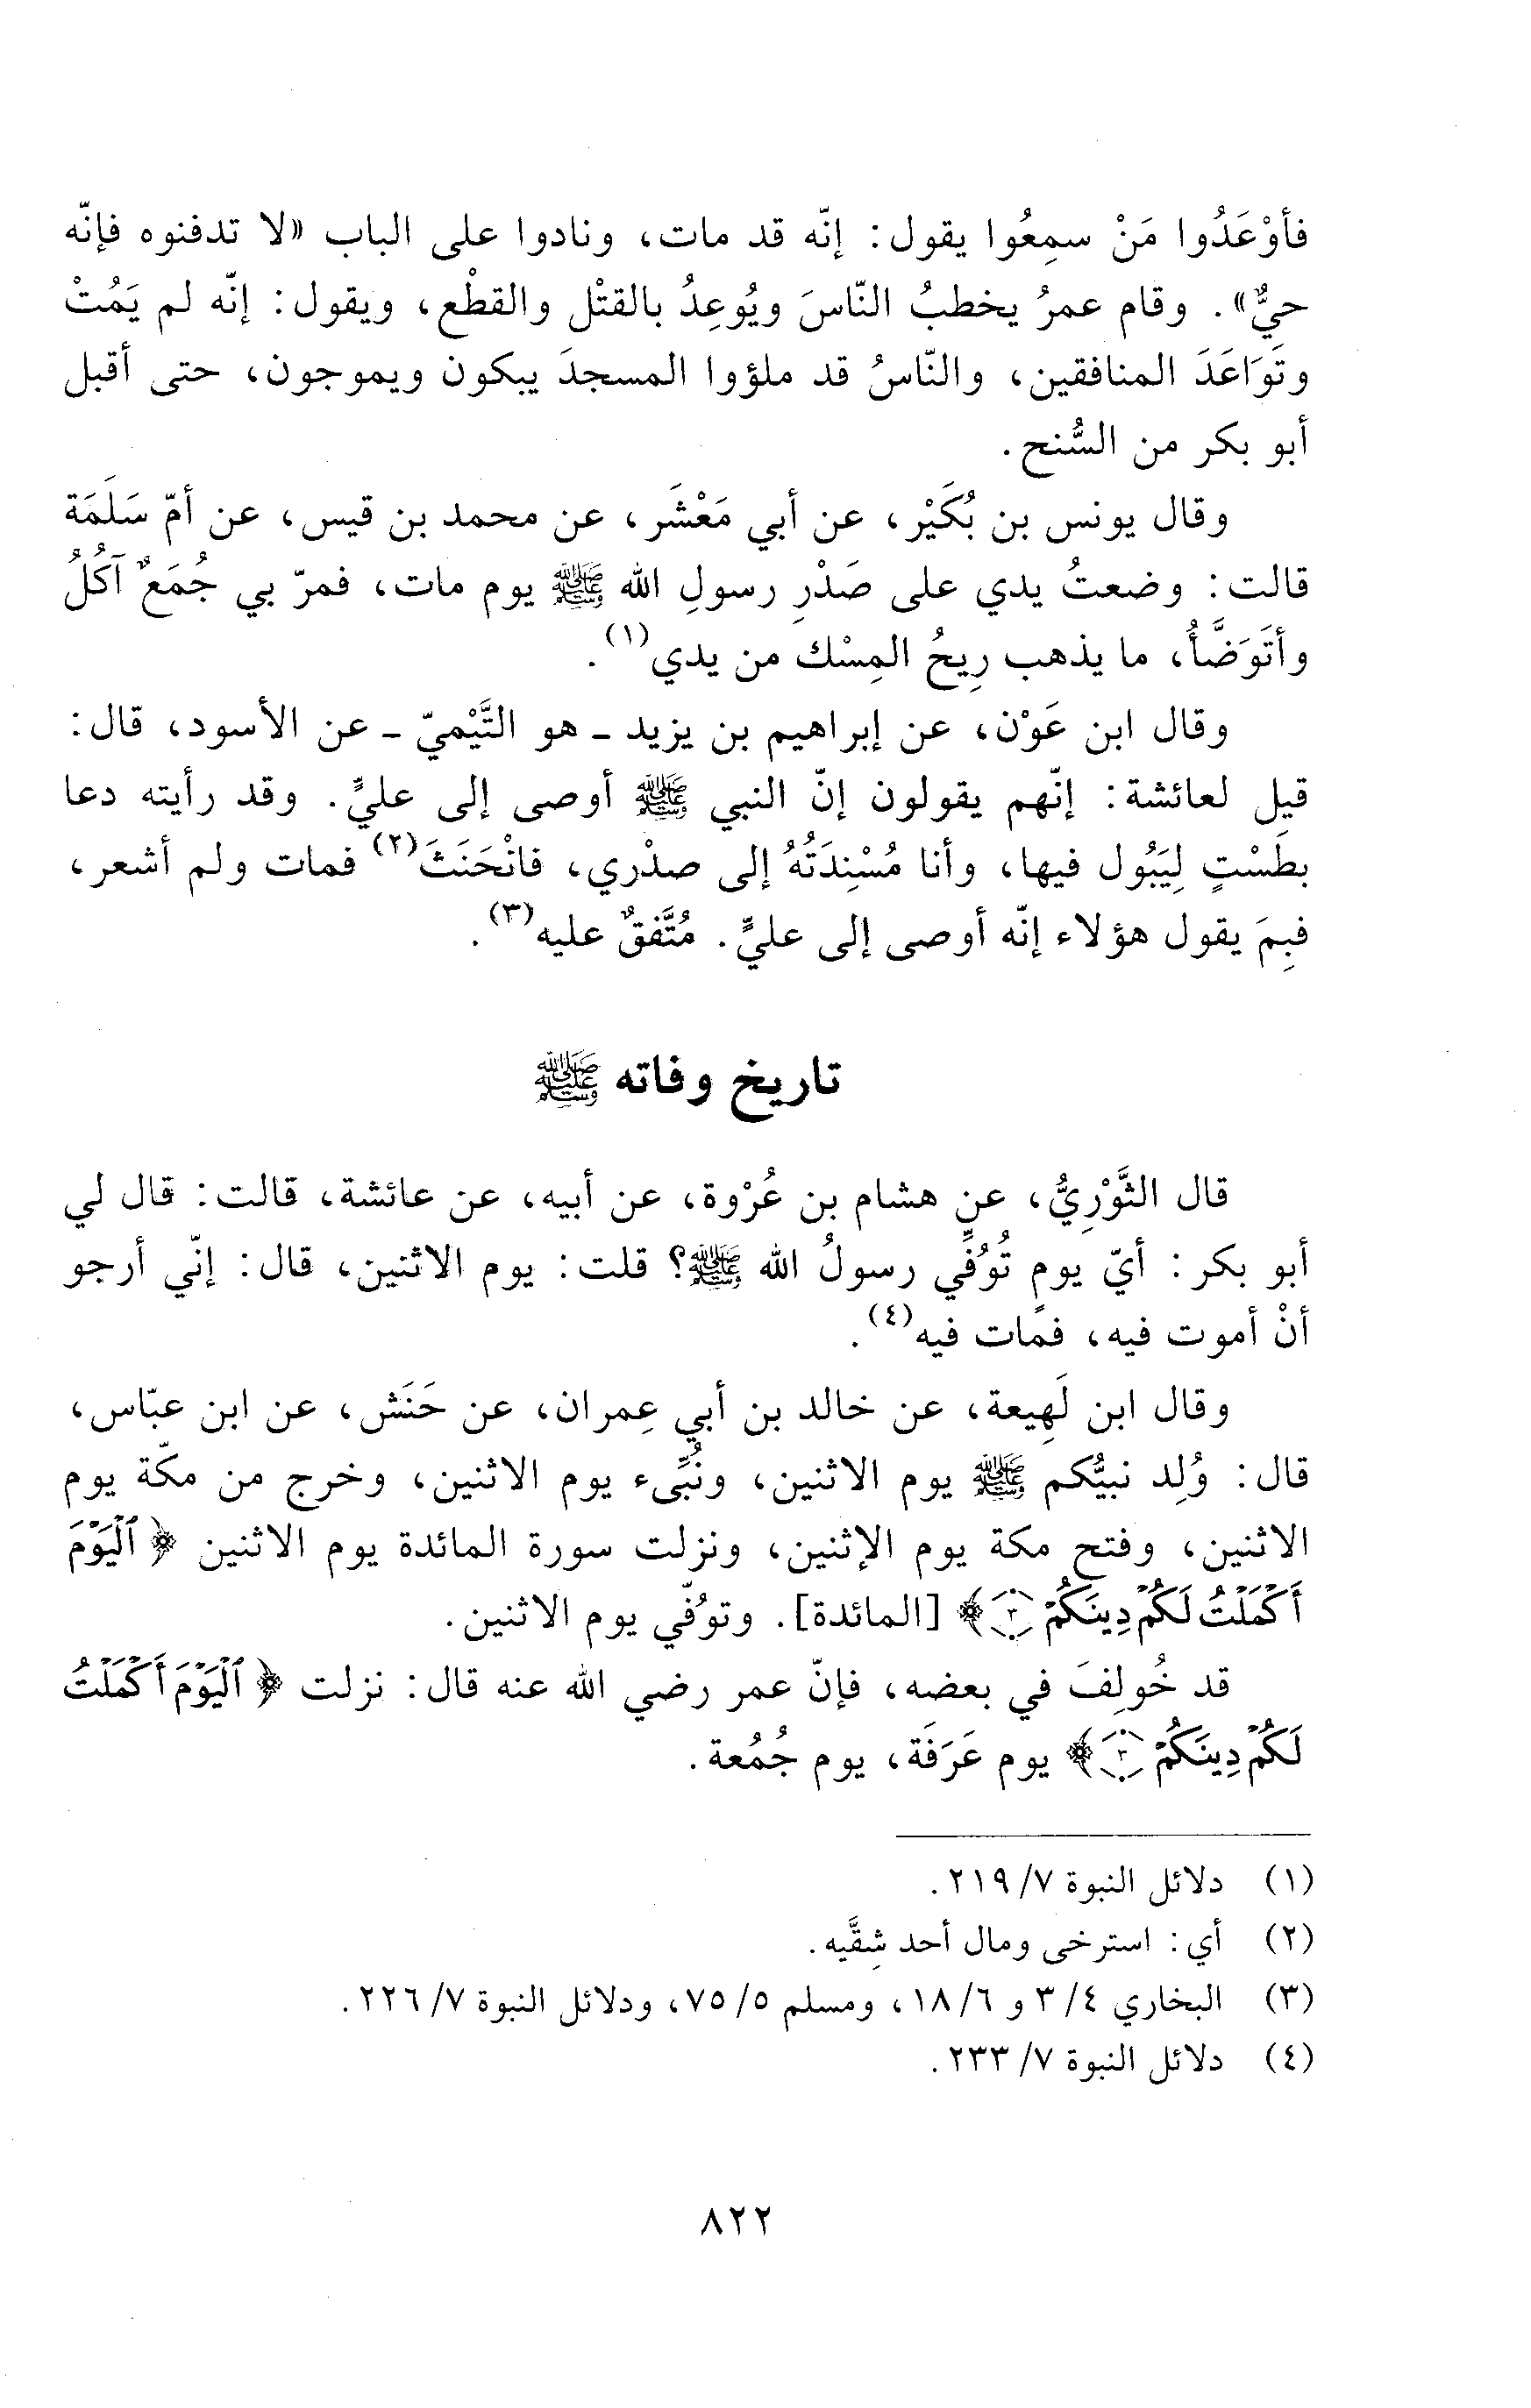 فأوْعَدُوا مَنْ سمِعُوا يقول: إنّه قد مات، ونادوا على الباب «لا تدفنوه فإنّه
حيٌّ». وقام عمرُ يخطبُ النّاسَ ويُوعِدُ بالقتْل والقطْع، ويقول: إنّه لم يَمُتْ
وتَوَاعَدَ المنافقين، والنّاسُ قد ملؤوا المسجدَ يبكون ويموجون، حتى أقبل
أبو بكر من السُّنح.
وقال يونس بن بُكَيْر، عن أبي مَعْشَر، عن محمد بن قيس، عن أمّ سَلَمَة
قالت: وضعتُ يدي على صَدْرِ رسولِ الله ﷺ يوم مات، فمرّ بي جُمَعٌ آكُلُ
وأتَوَضَّأُ، ما يذهب رِيحُ المِسْك من يدي(١).
وقال ابن عَوْن، عن إبراهيم بن يزيد - هو التَّيْميّ - عن الأسود، قال:
قيل لعائشة: إنّهم يقولون إنّ النبي ﷺ أوصى إلى عليٍّ. وقد رأيته دعا
بطَسْتٍ لِيَبُول فيها، وأنا مُسْنِدَتُهُ إلى صدْري، فانْحَنَثَ(٢) فمات ولم أشعر،
فبِمَ يقول هؤلاء إنّه أوصى إلى عليٍّ. مُتَّفقٌ عليه(٣).
تاريخ وفاته ﷺ
قال الثَّوْرِيُّ، عن هشام بن عُرْوة، عن أبيه، عن عائشة، قالت: قال لي
أبو بكر: أيّ يومٍ تُوُفِّي رسولُ الله ﷺ؟ قلت: يوم الاثنين، قال: إنّي أرجو
أنْ أموت فيه، فمات فيه(٤).
وقال ابن لَهِيعة، عن خالد بن أبي عِمران، عن حَنَش، عن ابن عبّاس،
قال: وُلِد نبيُّكم ﷺ يوم الاثنين، ونُبِّىء يوم الاثنين، وخرج من مكّة يوم
الاثنين، وفتح مكة يوم الإثنين، ونزلت سورة المائدة يوم الاثنين ﴿ٱلْيَوْمَ
أَكْمَلْتُ لَكُمْ دِينَكُمْ ٣﴾ [المائدة]. وتوُفّي يوم الاثنين.
قد خُولِفَ في بعضه، فإنّ عمر رضي الله عنه قال: نزلت ﴿ٱلْيَوْمَ أَكْمَلْتُ
لَكُمْ دِينَكُمْ ٣﴾ يوم عَرَفَة، يوم جُمُعة.
(١) دلائل النبوة ٧/ ٢١٩.
(٢) أي: استرخى ومال أحد شِقَّيه.
(٣) البخاري ٤/ ٣ و ٦/ ١٨، ومسلم ٥/ ٧٥، ودلائل النبوة ٧/ ٢٢٦.
(٤) دلائل النبوة ٧/ ٢٣٣.
٨٢٢